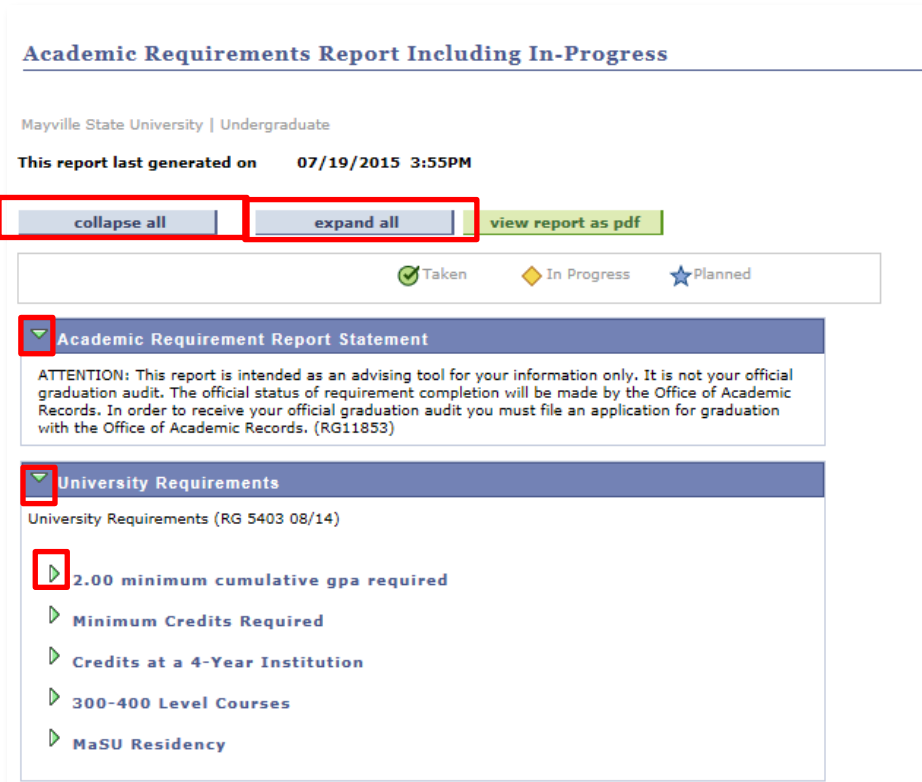 Academic Requirements Report Including In-Progress
Mayville State University | Undergraduate
This report last generated on 07/19/2015 3:55PM
collapse all expand all view report as pdf
Taken In Progress Planned
Academic Requirement Report Statement
ATTENTION: This report is intended as an advising tool for your information only. It is not your official
graduation audit. The official status of requirement completion will be made by the Office of Academic
Records. In order to receive your official graduation audit you must file an application for graduation
with the Office of Academic Records. (RG11853)
University Requirements
University Requirements (RG 5403 08/14)
2.00 minimum cumulative gpa required
Minimum Credits Required
Credits at a 4-Year Institution
300-400 Level Courses
MaSU Residency